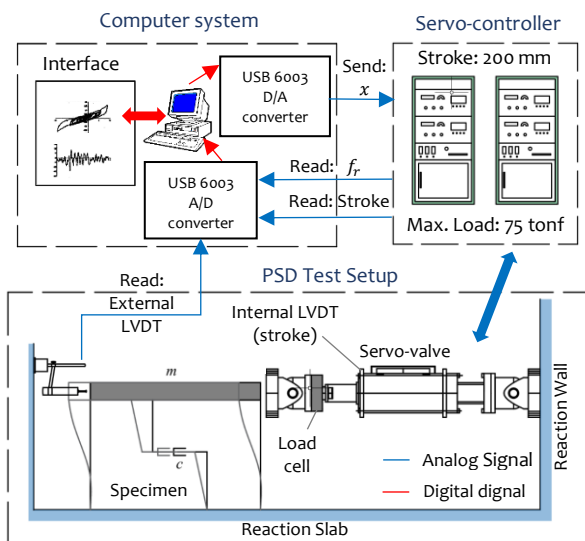 Computer system
Servo-controller
Interface
USB 6003
D/A
converter
Send:
x
Stroke: 200 mm
USB 6003
A/D
converter
Read: fr
Read: Stroke
Max. Load: 75 tonf
Read:
External
LVDT
PSD Test Setup
Internal LVDT
(stroke)
Servo-valve
m
Load
cell
c
Specimen
Analog Signal
Digital dignal
Reaction Wall
Reaction Slab